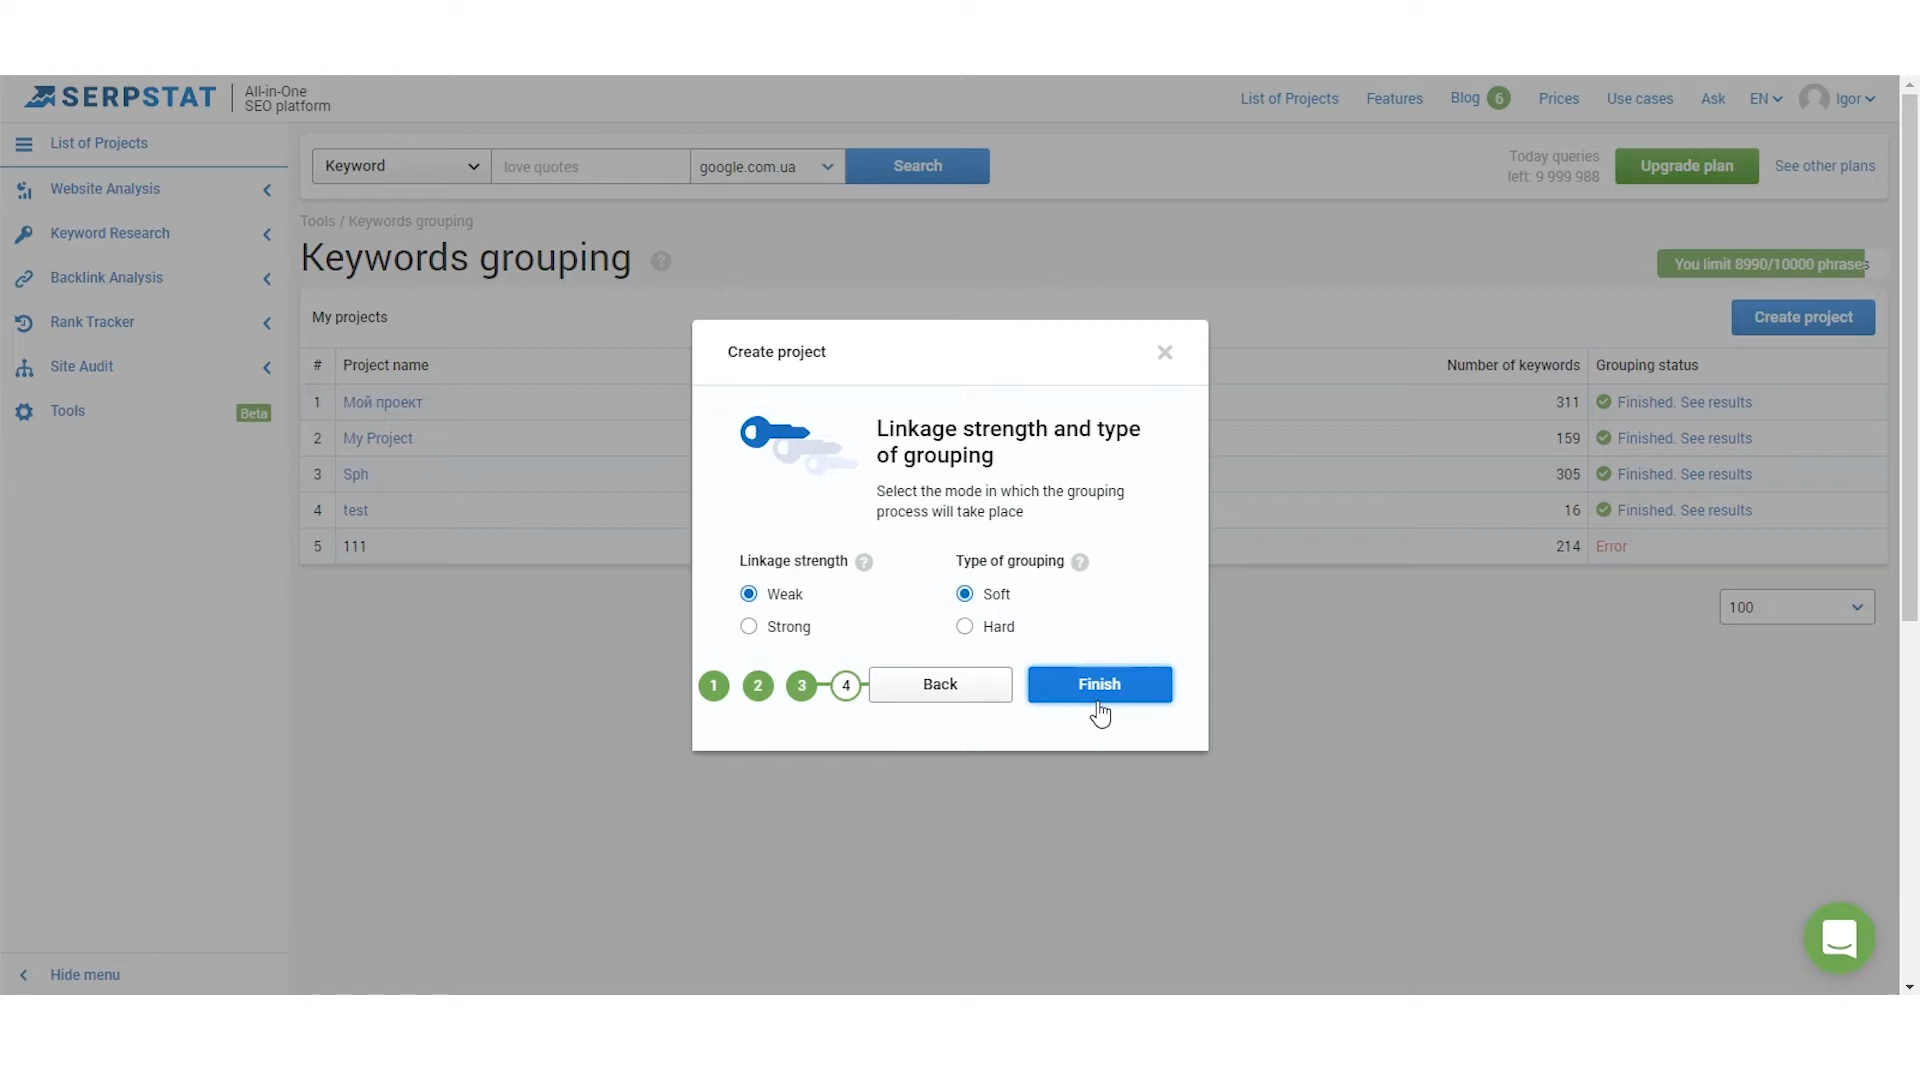 SERPSTAT
All-in-One
SEO platform
List of Projects
Features
Blog 6
Prices
Use cases
Ask
EN
Igor
List of Projects
Website Analysis
Keyword Research
Backlink Analysis
Rank Tracker
Site Audit
Tools
Beta
Hide menu
Keyword
love quotes
google.com.ua
Search
Today queries
left: 9 999 988
Upgrade plan
See other plans
Tools / Keywords grouping
Keywords grouping ?
You limit 8990/10000 phrases
My projects
Create project
# Project name Number of keywords Grouping status
1 Мой проект 311 Finished. See results
2 My Project 159 Finished. See results
3 Sph 305 Finished. See results
4 test 16 Finished. See results
5 111 214 Error
100
Create project
Linkage strength and type
of grouping
Select the mode in which the grouping
process will take place
Linkage strength ?
Weak
Strong
Type of grouping ?
Soft
Hard
1 2 3 4
Back
Finish